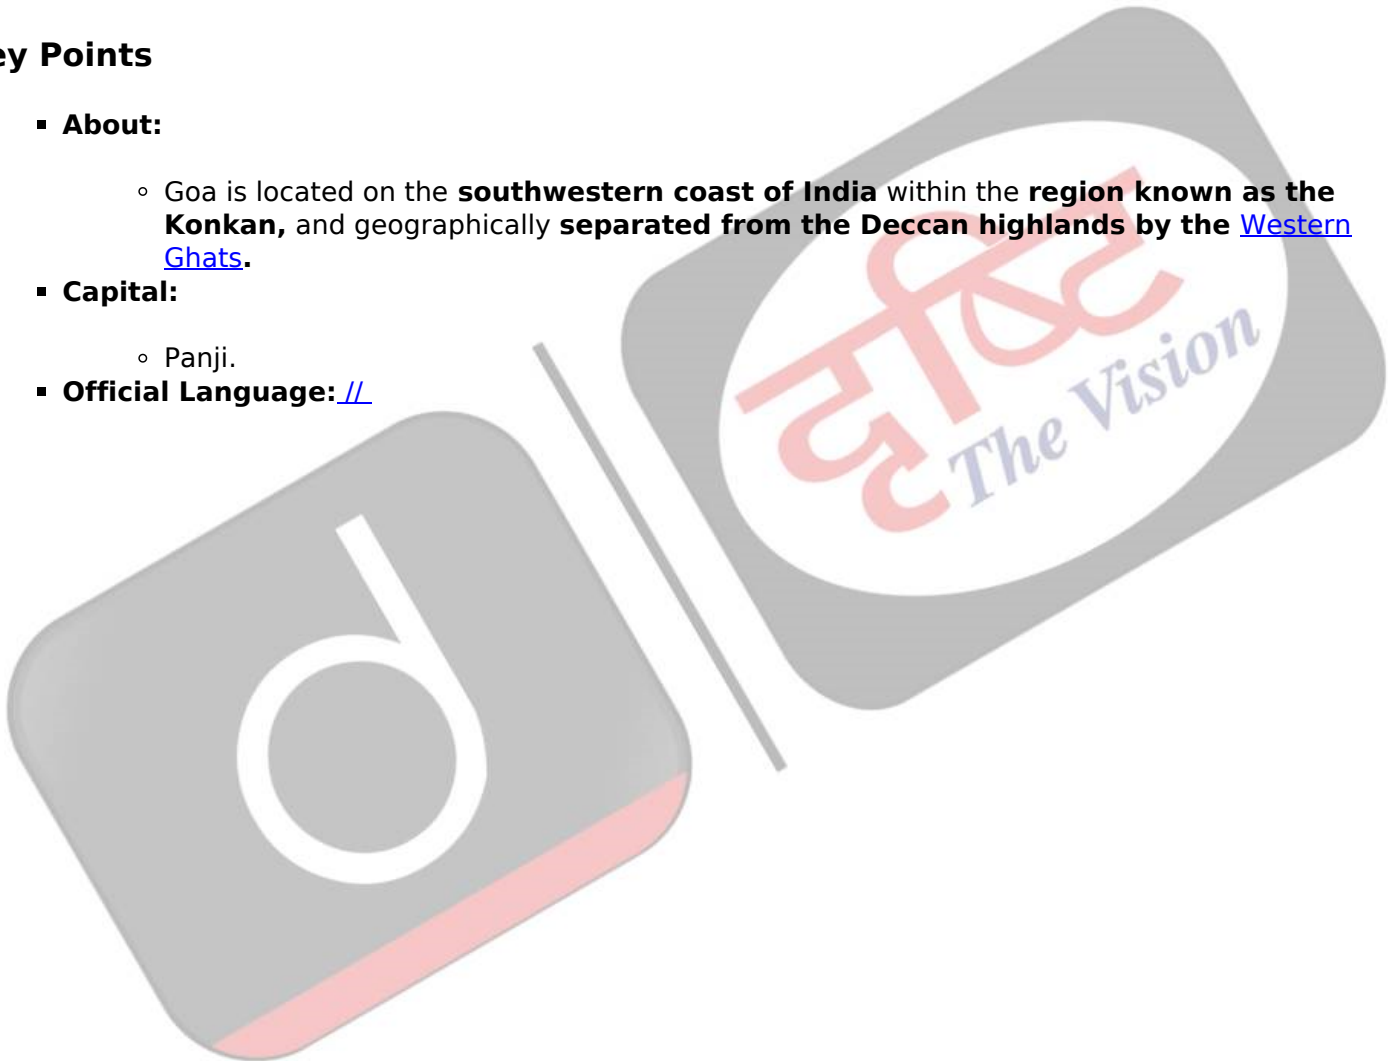 ey Points
▪ About:
◦ Goa is located on the southwestern coast of India within the region known as the
Konkan, and geographically separated from the Deccan highlands by the Western
Ghats.
▪ Capital:
◦ Panji.
▪ Official Language: //
दृष्टि
The Vision
d